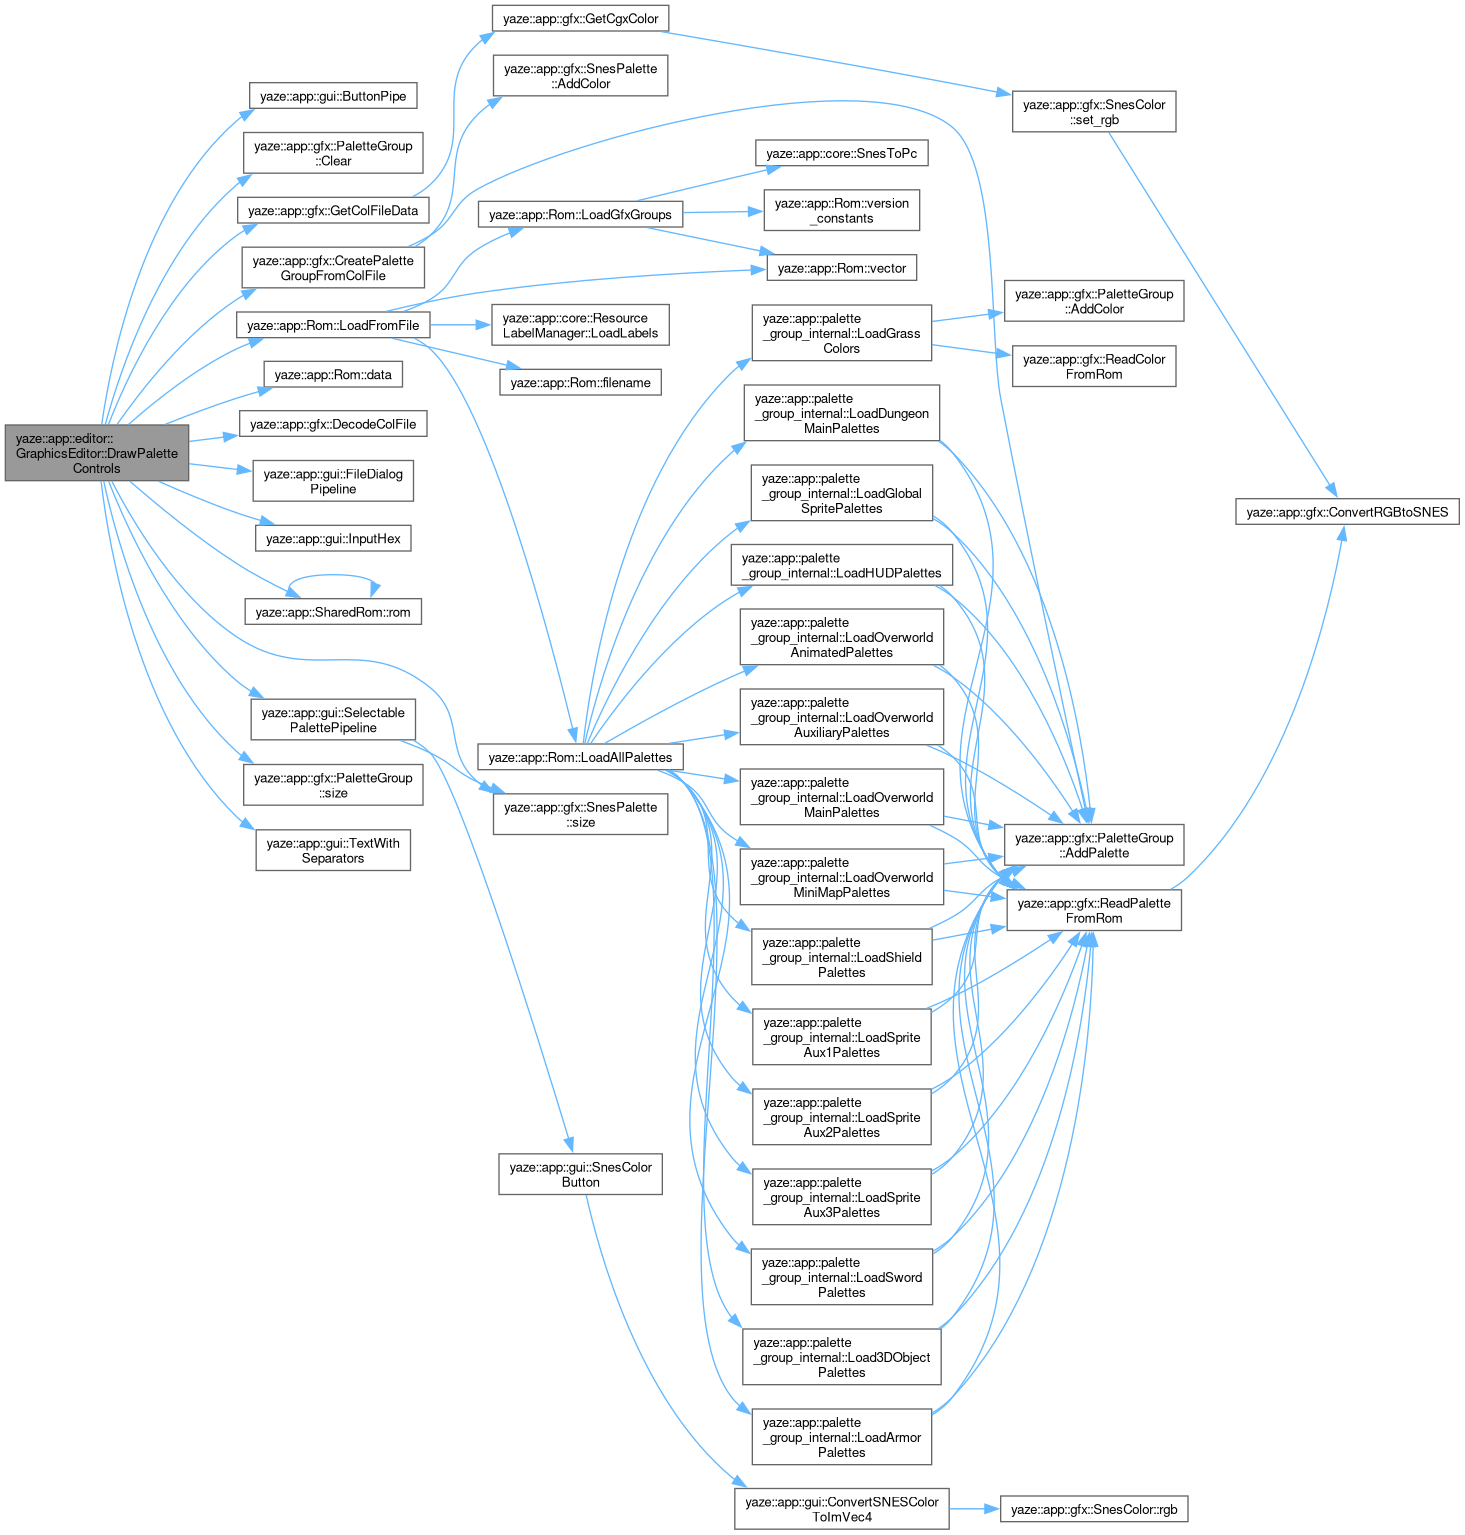 yaze::app::editor::
GraphicsEditor::DrawPalette
Controls
yaze::app::gui::ButtonPipe
yaze::app::gfx::PaletteGroup
::Clear
yaze::app::gfx::GetColFileData
yaze::app::gfx::CreatePalette
GroupFromColFile
yaze::app::Rom::LoadFromFile
yaze::app::Rom::data
yaze::app::gfx::DecodeColFile
yaze::app::gui::FileDialog
Pipeline
yaze::app::gui::InputHex
yaze::app::SharedRom::rom
yaze::app::gui::Selectable
PalettePipeline
yaze::app::gfx::PaletteGroup
::size
yaze::app::gui::TextWith
Separators
yaze::app::gfx::GetCgxColor
yaze::app::gfx::SnesPalette
::AddColor
yaze::app::Rom::LoadGfxGroups
yaze::app::core::Resource
LabelManager::LoadLabels
yaze::app::Rom::filename
yaze::app::Rom::LoadAllPalettes
yaze::app::gfx::SnesPalette
::size
yaze::app::gui::SnesColor
Button
yaze::app::core::SnesToPc
yaze::app::Rom::version
_constants
yaze::app::Rom::vector
yaze::app::palette
_group_internal::LoadGrass
Colors
yaze::app::palette
_group_internal::LoadDungeon
MainPalettes
yaze::app::palette
_group_internal::LoadGlobal
SpritePalettes
yaze::app::palette
_group_internal::LoadHUDPalettes
yaze::app::palette
_group_internal::LoadOverworld
AnimatedPalettes
yaze::app::palette
_group_internal::LoadOverworld
AuxiliaryPalettes
yaze::app::palette
_group_internal::LoadOverworld
MainPalettes
yaze::app::palette
_group_internal::LoadOverworld
MiniMapPalettes
yaze::app::palette
_group_internal::LoadShield
Palettes
yaze::app::palette
_group_internal::LoadSprite
Aux1Palettes
yaze::app::palette
_group_internal::LoadSprite
Aux2Palettes
yaze::app::palette
_group_internal::LoadSprite
Aux3Palettes
yaze::app::palette
_group_internal::LoadSword
Palettes
yaze::app::palette
_group_internal::Load3DObject
Palettes
yaze::app::palette
_group_internal::LoadArmor
Palettes
yaze::app::gui::ConvertSNESColor
ToImVec4
yaze::app::gfx::SnesColor
::set_rgb
yaze::app::gfx::PaletteGroup
::AddColor
yaze::app::gfx::ReadColor
FromRom
yaze::app::gfx::PaletteGroup
::AddPalette
yaze::app::gfx::ReadPalette
FromRom
yaze::app::gfx::SnesColor::rgb
yaze::app::gfx::ConvertRGBtoSNES